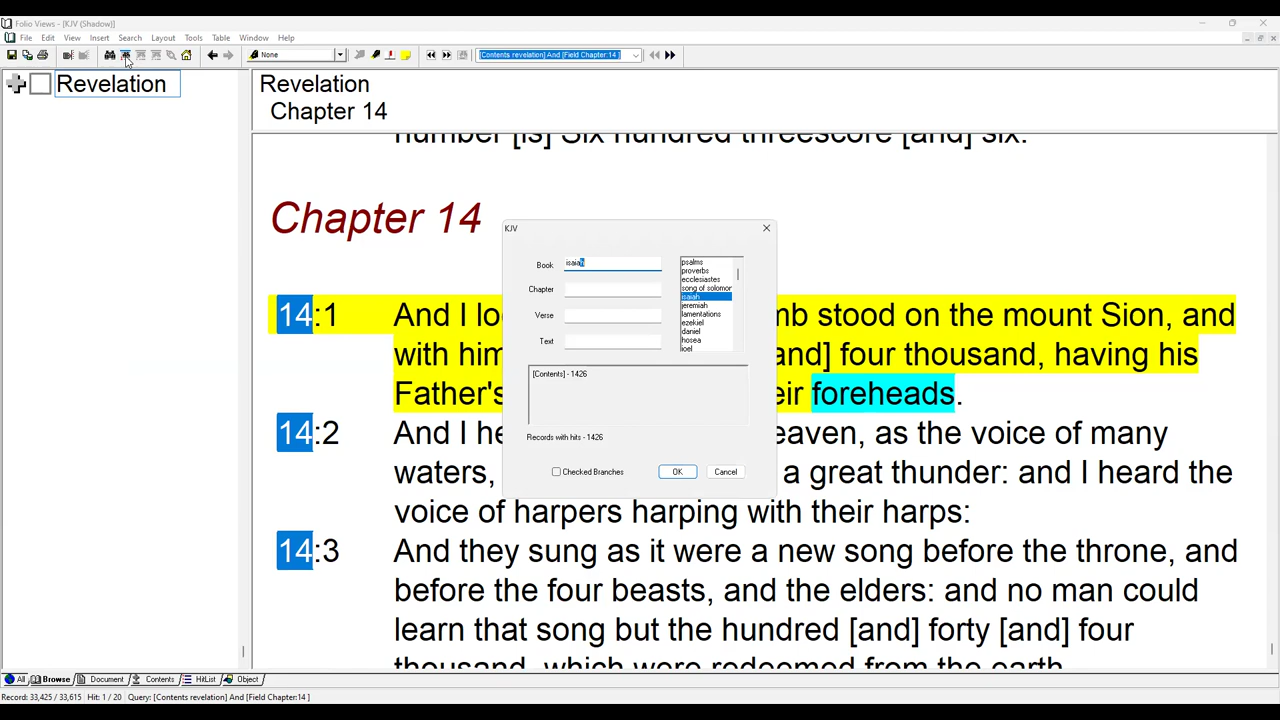 Folio Views - [KJV (Shadow)]
File Edit View Insert Search Layout Tools Table Window Help
None
[Contents revelation] And [Field Chapter:14 ]
Revelation
Revelation
Chapter 14
number [is] Six hundred threescore [and] six.
Chapter 14
14:1 And I lo mb stood on the mount Sion, and
with him and] four thousand, having his
Father's eir foreheads.
14:2 And I he eaven, as the voice of many
waters, a great thunder: and I heard the
voice of harpers harping with their harps:
14:3 And they sung as it were a new song before the throne, and
before the four beasts, and the elders: and no man could
learn that song but the hundred [and] forty [and] four
thousand, which were redeemed from the earth.
KJV
Book isaiah
Chapter
Verse
Text
psalms
proverbs
ecclesiastes
song of solomon
isaiah
jeremiah
lamentations
ezekiel
daniel
hosea
joel
[Contents] - 1426
Records with hits - 1426
Checked Branches OK Cancel
All Browse Document Contents HitList Object
Record: 33,425 / 33,615 Hit: 1 / 20 Query: [Contents revelation] And [Field Chapter:14 ]